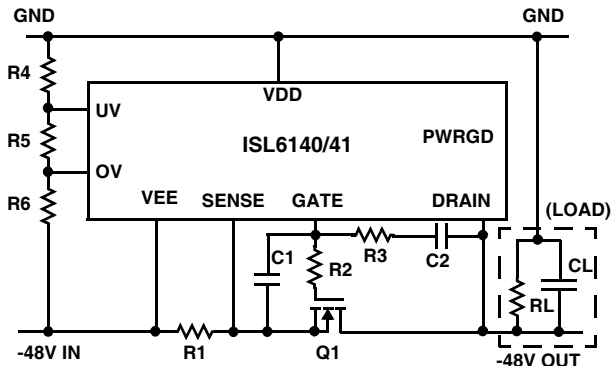 GND
GND
R4
VDD
UV
R5
ISL6140/41
PWRGD
OV
R6
VEE
SENSE
GATE
DRAIN
(LOAD)
C1
R2
R3
C2
CL
RL
-48V IN
R1
Q1
-48V OUT